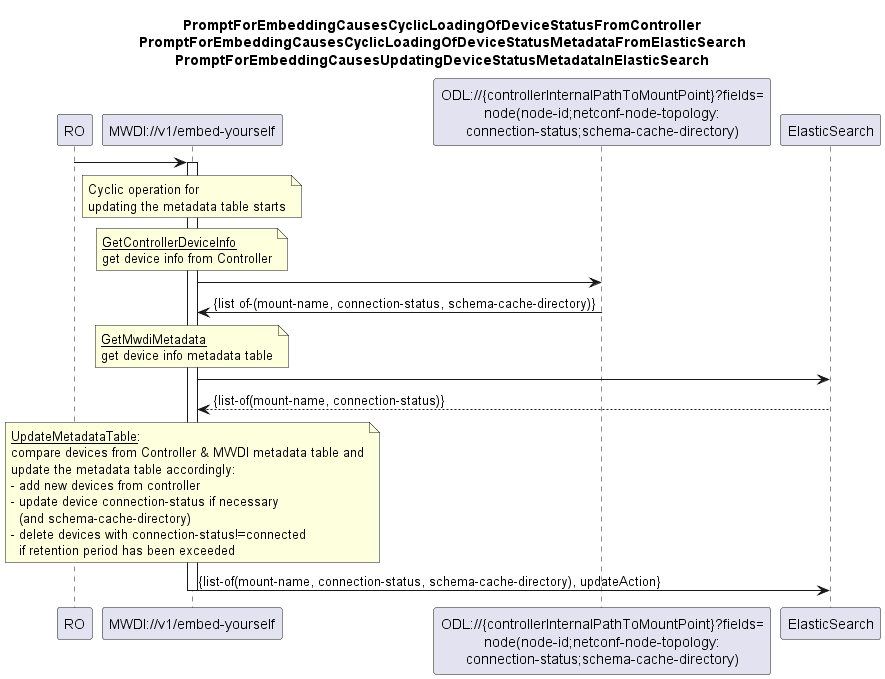 PromptForEmbeddingCausesCyclicLoadingOfDeviceStatusFromController
PromptForEmbeddingCausesCyclicLoadingOfDeviceStatusMetadataFromElasticSearch
PromptForEmbeddingCausesUpdatingDeviceStatusMetadataInElasticSearch
RO
MWDI://v1/embed-yourself
ODL://{controllerInternalPathToMountPoint}?fields=
node(node-id;netconf-node-topology:
connection-status;schema-cache-directory)
ElasticSearch
Cyclic operation for
updating the metadata table starts
GetControllerDeviceInfo
get device info from Controller
{list of-(mount-name, connection-status, schema-cache-directory)}
GetMwdiMetadata
get device info metadata table
{list-of(mount-name, connection-status)}
UpdateMetadataTable:
compare devices from Controller & MWDI metadata table and
update the metadata table accordingly:
- add new devices from controller
- update device connection-status if necessary
(and schema-cache-directory)
- delete devices with connection-status!=connected
if retention period has been exceeded
{list-of(mount-name, connection-status, schema-cache-directory), updateAction}
RO
MWDI://v1/embed-yourself
ODL://{controllerInternalPathToMountPoint}?fields=
node(node-id;netconf-node-topology:
connection-status;schema-cache-directory)
ElasticSearch